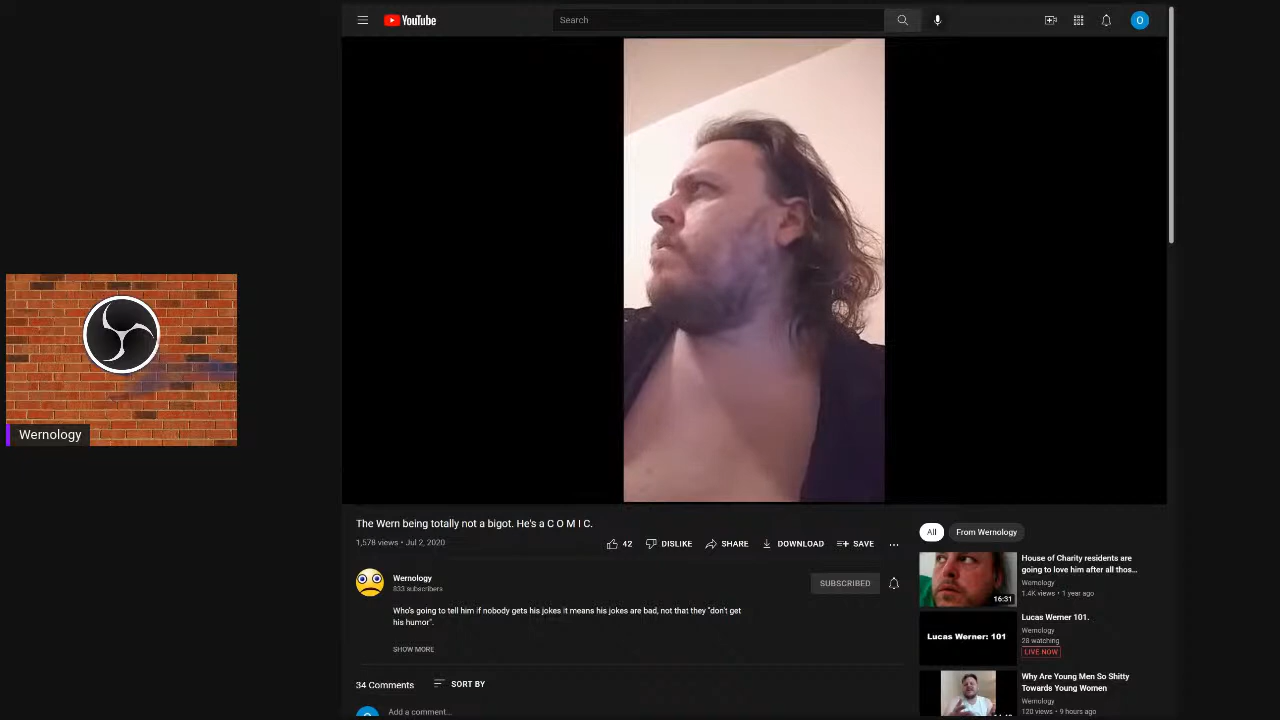 YouTube
Search
O
Wernology
The Wern being totally not a bigot. He's a C O M I C.
1,578 views • Jul 2, 2020
42
DISLIKE
SHARE
DOWNLOAD
SAVE
Wernology
833 subscribers
SUBSCRIBED
Who's going to tell him if nobody gets his jokes it means his jokes are bad, not that they "don't get
his humor".
SHOW MORE
34 Comments
SORT BY
Add a comment...
All
From Wernology
16:31
House of Charity residents are
going to love him after all thos...
Wernology
1.4K views • 1 year ago
Lucas Werner: 101
Lucas Werner 101.
Wernology
28 watching
LIVE NOW
Why Are Young Men So Shitty
Towards Young Women
Wernology
120 views • 9 hours ago